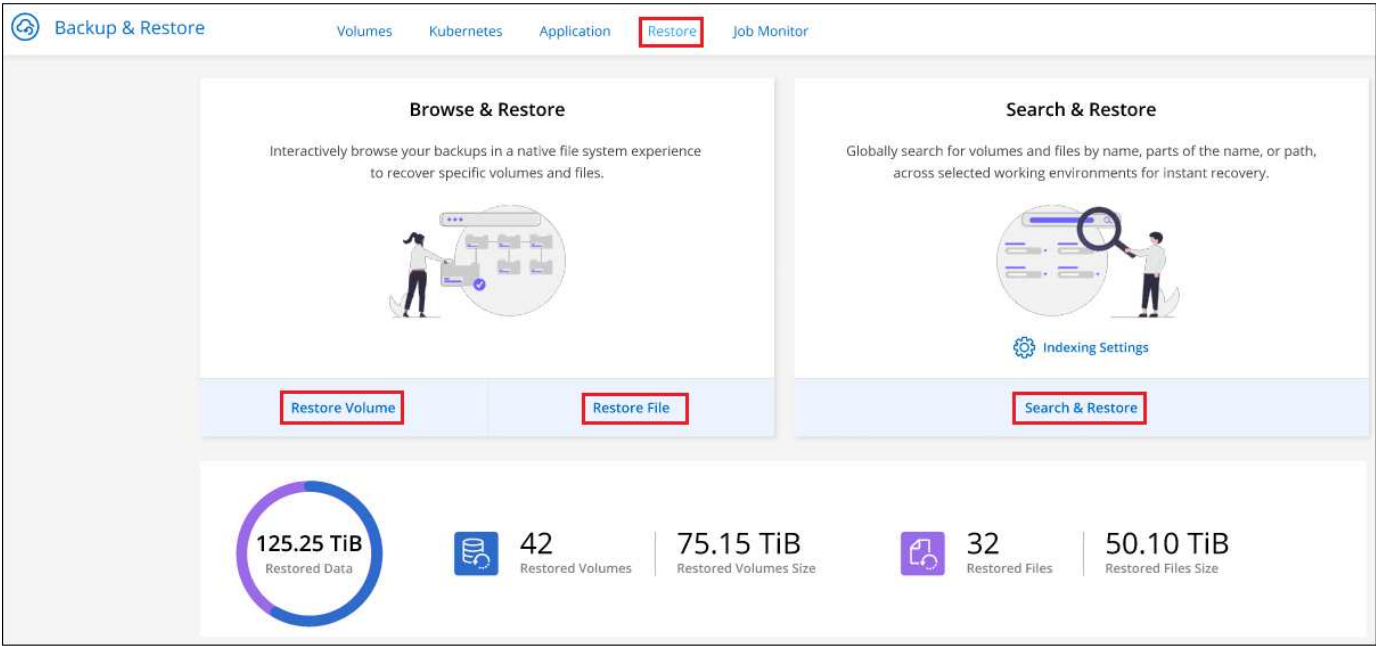 Backup & Restore
Volumes
Kubernetes
Application
Restore
Job Monitor
Browse & Restore
Interactively browse your backups in a native file system experience
to recover specific volumes and files.
Restore Volume
Restore File
Search & Restore
Globally search for volumes and files by name, parts of the name, or path,
across selected working environments for instant recovery.
Indexing Settings
Search & Restore
125.25 TiB
Restored Data
42
Restored Volumes
75.15 TiB
Restored Volumes Size
32
Restored Files
50.10 TiB
Restored Files Size